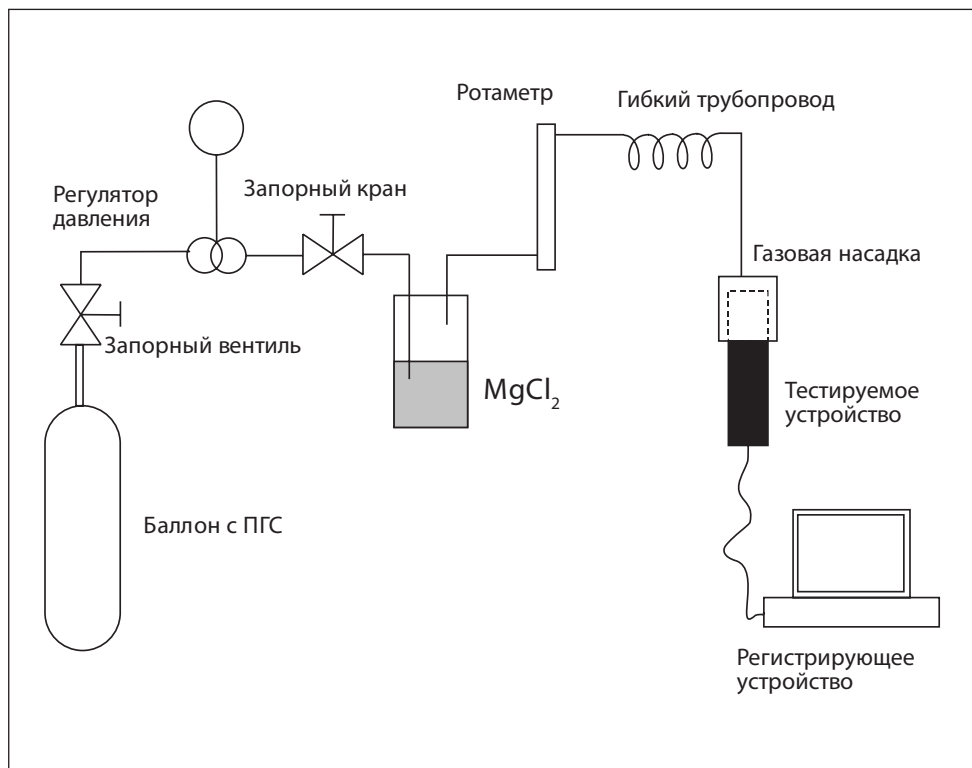 Ротаметр
Гибкий трубопровод
Регулятор
давления
Запорный кран
Газовая насадка
Запорный вентиль
MgCl₂
Тестируемое
устройство
Баллон с ПГС
Регистрирующее
устройство